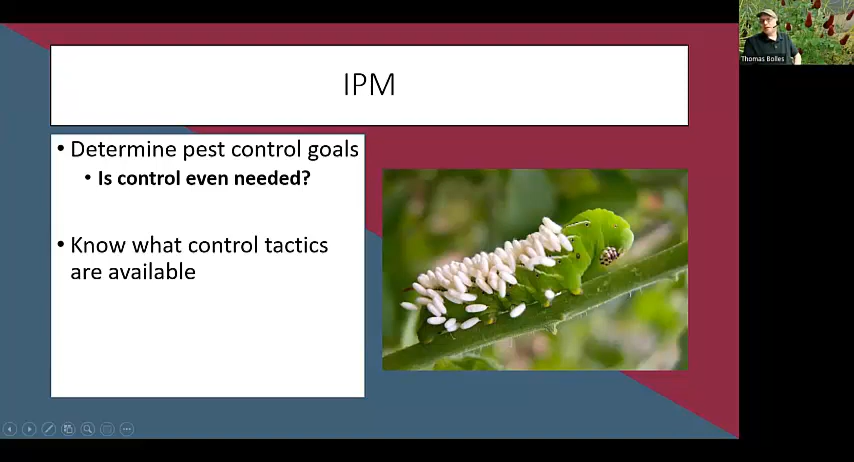 IPM
• Determine pest control goals
• Is control even needed?
• Know what control tactics
are available
Thomas Bolles